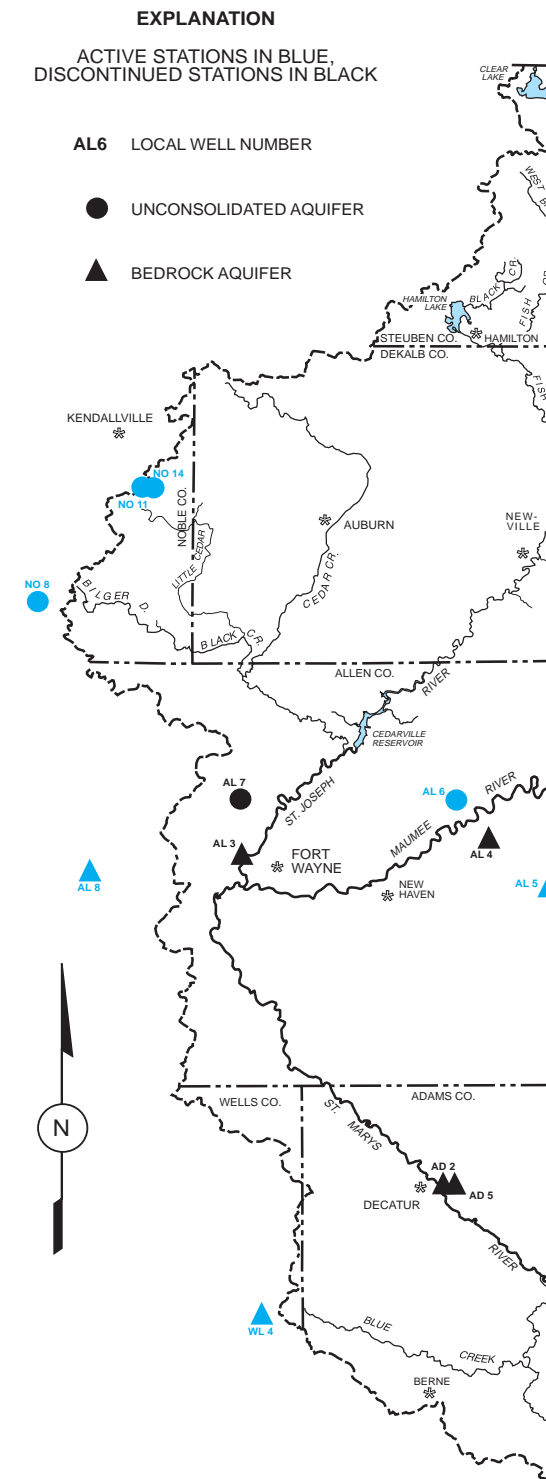 EXPLANATION
ACTIVE STATIONS IN BLUE,
DISCONTINUED STATIONS IN BLACK
AL6 LOCAL WELL NUMBER
UNCONSOLIDATED AQUIFER
BEDROCK AQUIFER
CLEAR
LAKE
WEST B
HAMILTON
LAKE
BLACK CR.
FISH CR
STEUBEN CO.
HAMILTON
DEKALB CO.
FISH
KENDALLVILLE
NO 14
NO 11
NOBLE CO.
AUBURN
NEW-
VILLE
LITTLE CEDAR
CEDAR CR.
NO 8
BILGER D.
BLACK CR.
ALLEN CO.
RIVER
CEDARVILLE
RESERVOIR
AL 7
ST. JOSEPH
AL 6
RIVER
MAUMEE
AL 3
FORT
WAYNE
AL 4
AL 8
NEW
HAVEN
AL 5
N
WELLS CO.
ADAMS CO.
ST. MARYS
AD 2
AD 5
DECATUR
RIVER
WL 4
BLUE
CREEK
BERNE